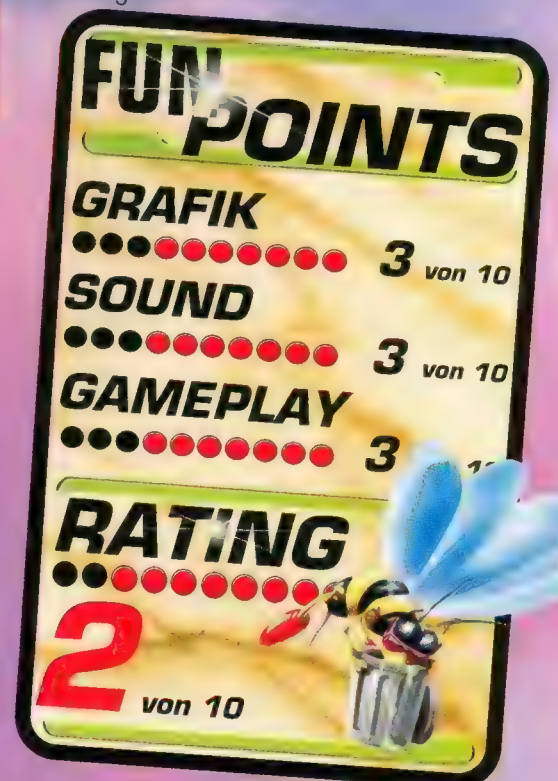 FUN
POINTS
GRAFIK
3 von 10
SOUND
3 von 10
GAMEPLAY
3
RATING
2 von 10